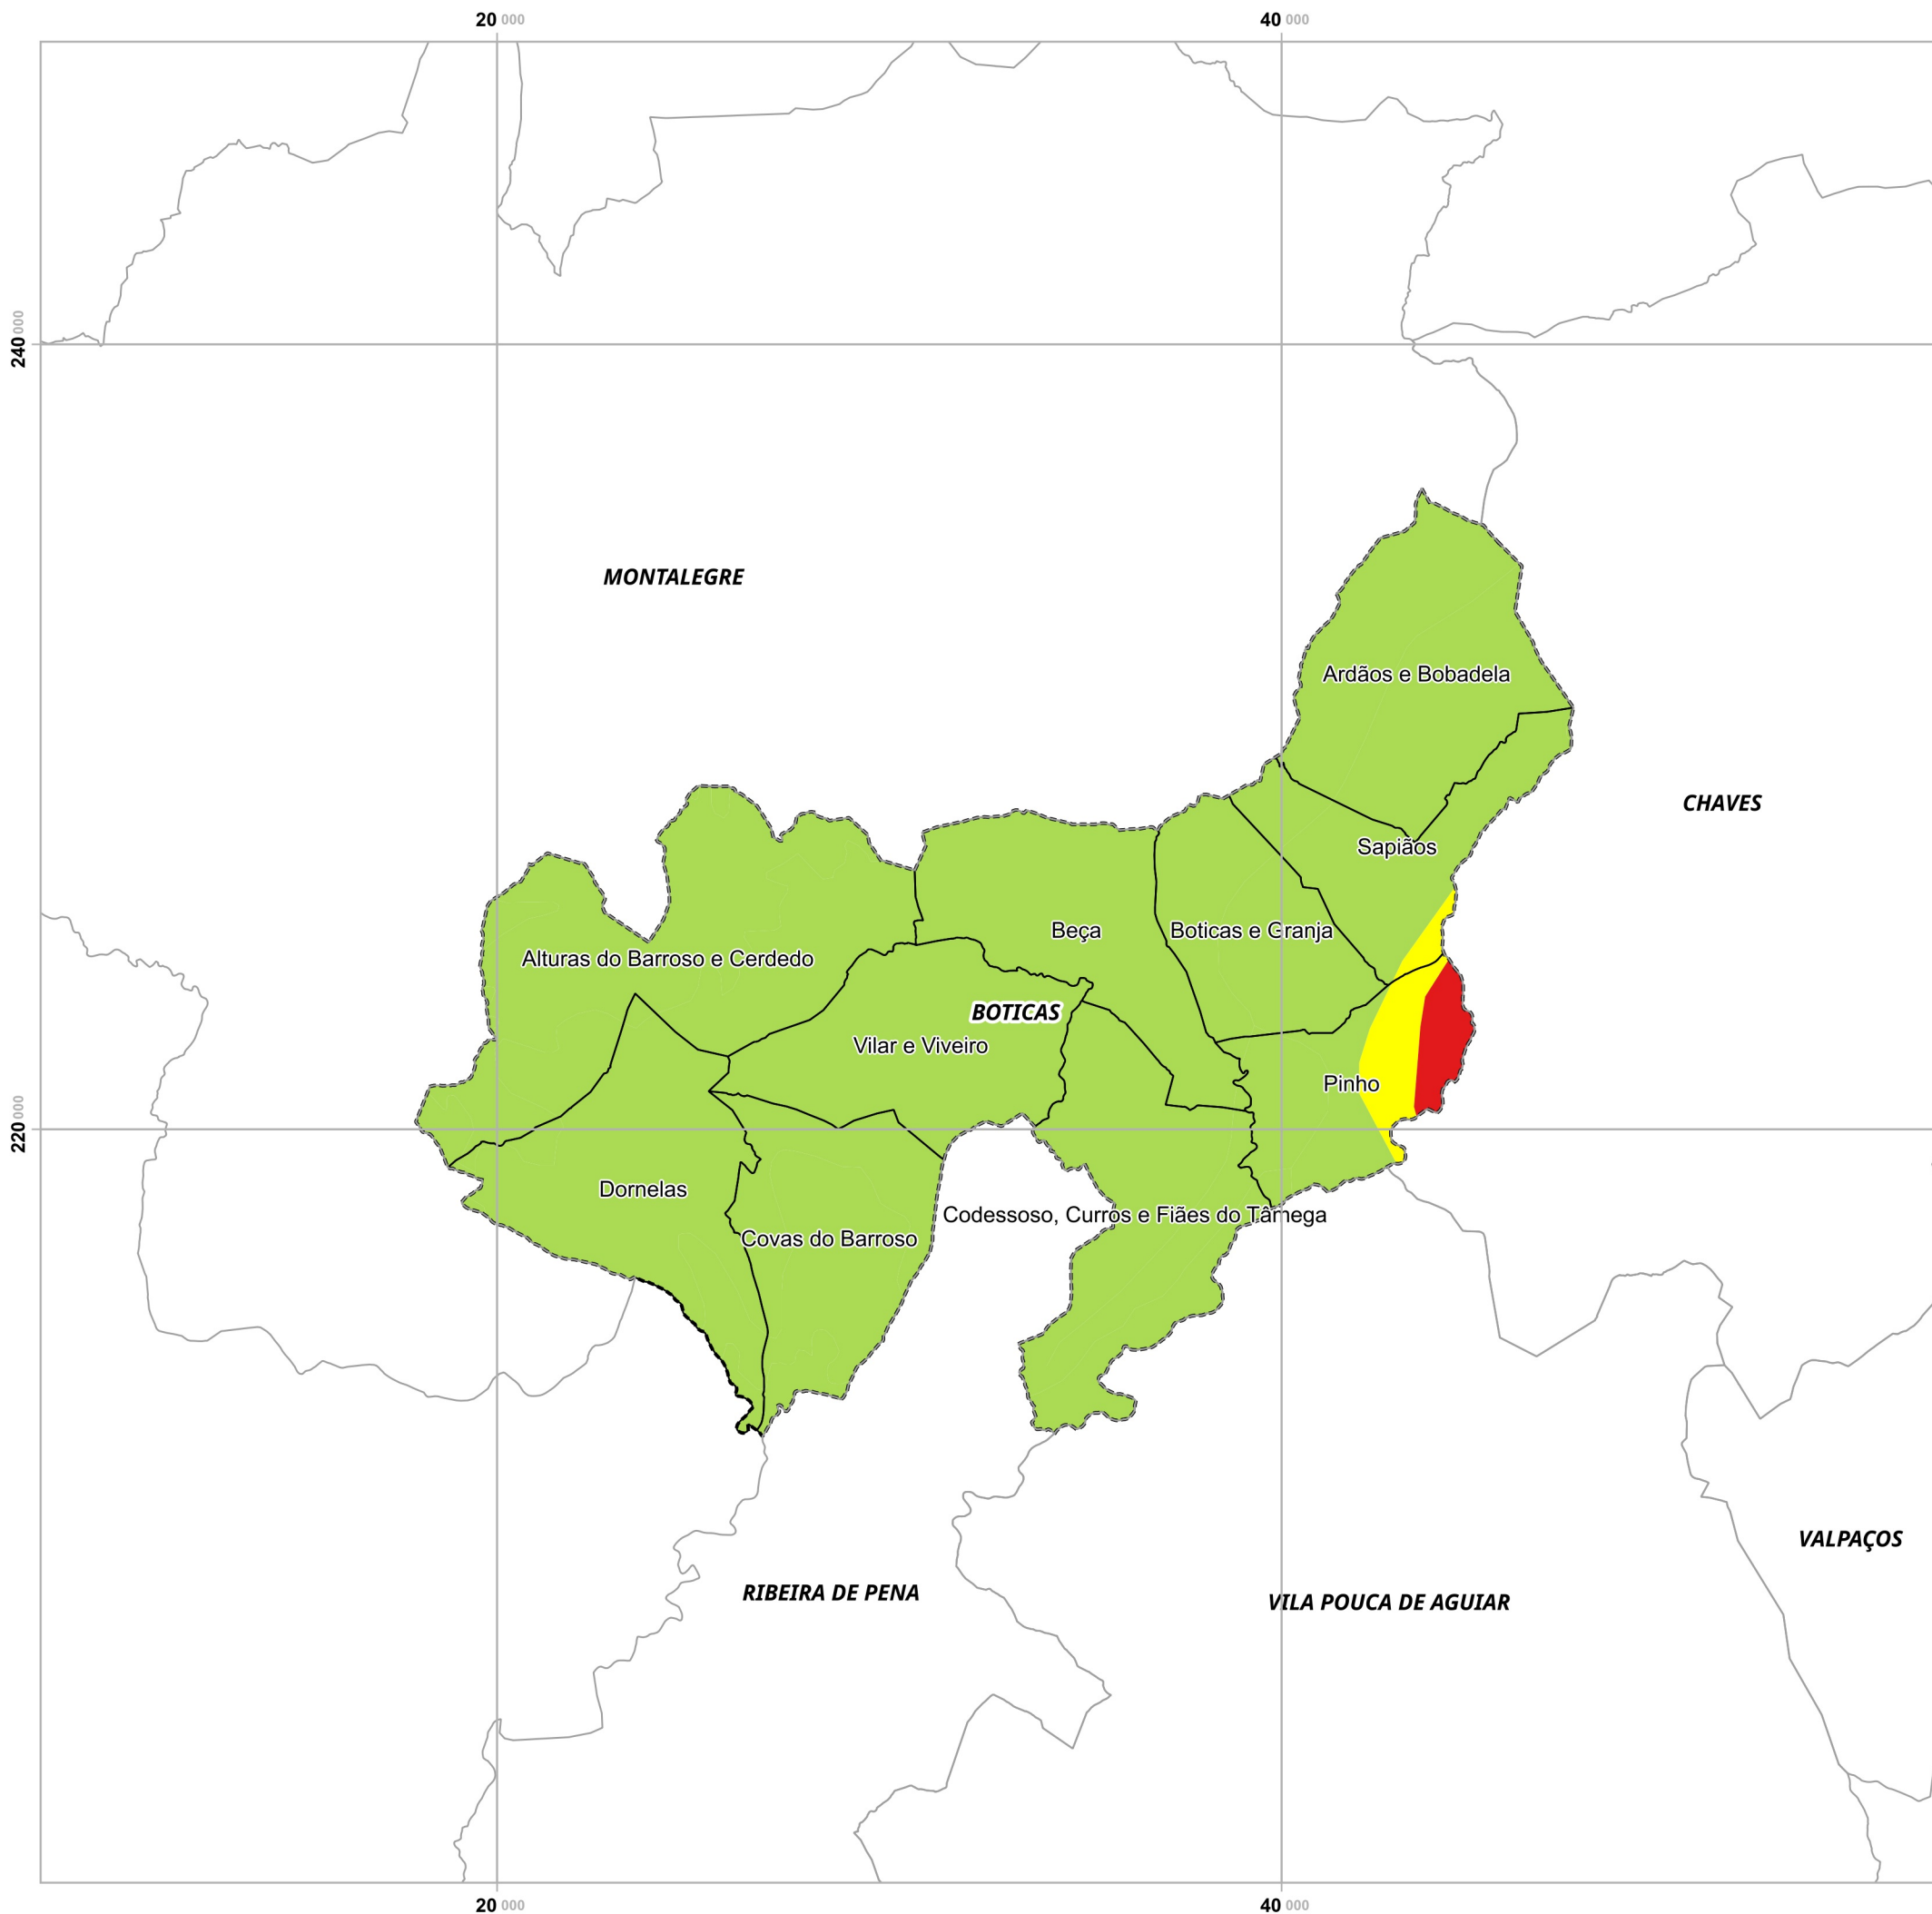 20 000
40 000
240 000
MONTALEGRE
Ardãos e Bobadela
CHAVES
Sapiãos
Beça
Boticas e Granja
Alturas do Barroso e Cerdedo
BOTICAS
Vilar e Viveiro
Pinho
220 000
Dornelas
Codessoso, Curros e Fiães do Tâmega
Covas do Barroso
VALPAÇOS
RIBEIRA DE PENA
VILA POUCA DE AGUIAR
20 000
40 000